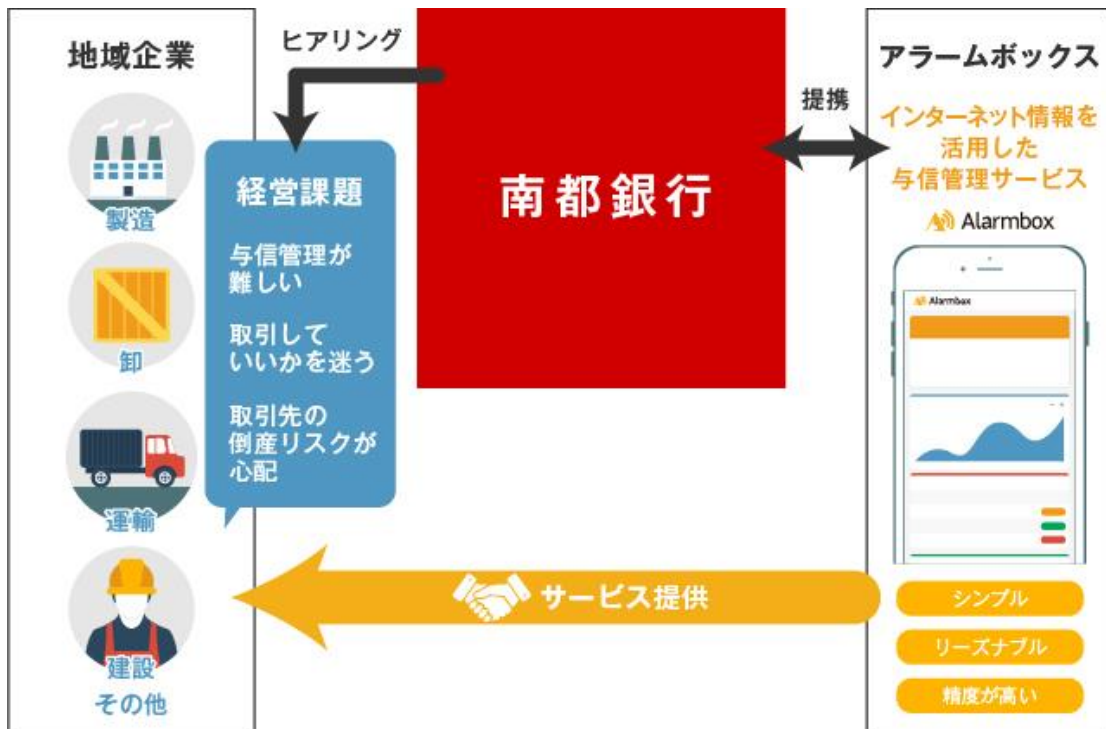 地域企業
製造
卸
運輸
建設
その他
ヒアリング
経営課題
与信管理が
難しい
取引して
いいかを迷う
取引先の
倒産リスクが
心配
南都銀行
提携
サービス提供
アラームボックス
インターネット情報を
活用した
与信管理サービス
Alarmbox
Alarmbox
シンプル
リーズナブル
精度が高い